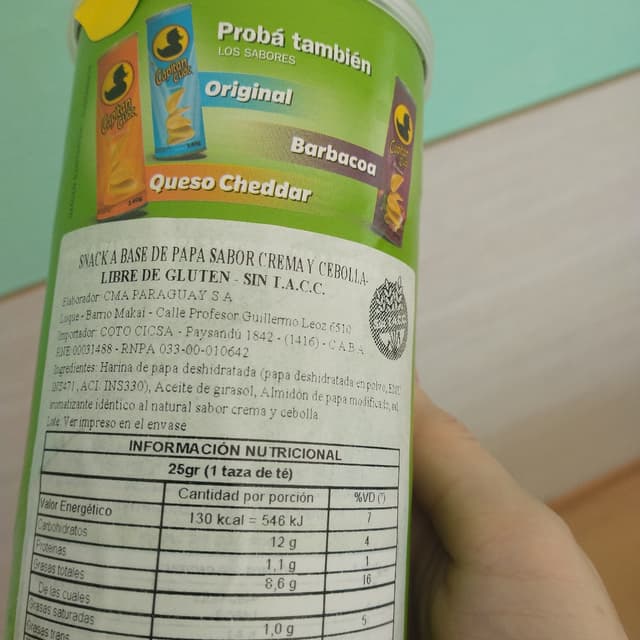 Probá también
LOS SABORES
Original
Barbacoa
Queso Cheddar
Capitán
SNACK A BASE DE PAPA SABOR CREMA Y CEBOLLA-
LIBRE DE GLUTEN - SIN T.A.C.C.
Elaborador: CMA PARAGUAY S.A
Luque - Barrio Makai - Calle Profesor Guillermo Leoz 6510
Importador: COTO CICSA - Paysandú 1842 - (1416) - C.A.B.A.
RNE:00031488 - RNPA 033-00-010642
Ingredientes: Harina de papa deshidratada (papa deshidratada en polvo,
INS471, ACI: INS330), Aceite de girasol, Almidón de papa modificado, sal,
aromatizante idéntico al natural sabor crema y cebolla.
Lote: Ver impreso en el envase
INFORMACIÓN NUTRICIONAL
25gr (1 taza de té)
Cantidad por porción %VD (*)
Valor Energético 130 kcal = 546 kJ 7
Carbohidratos 12 g 4
Proteínas 1,1 g 1
Grasas totales 8,6 g 16
De las cuales
Grasas saturadas 1,0 g 5
Grasas trans